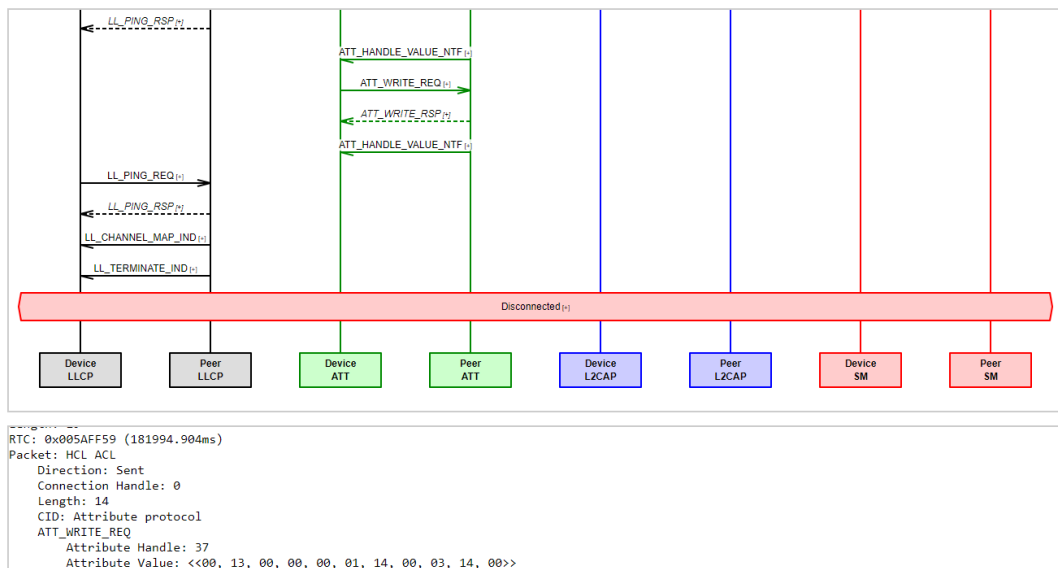 LL_PING_RSP[+]
ATT_HANDLE_VALUE_NTF[+]
ATT_WRITE_REQ[+]
ATT_WRITE_RSP[+]
ATT_HANDLE_VALUE_NTF[+]
LL_PING_REQ[+]
LL_PING_RSP[+]
LL_CHANNEL_MAP_IND[+]
LL_TERMINATE_IND[+]
Disconnected[+]
Device
LLCP
Peer
LLCP
Device
ATT
Peer
ATT
Device
L2CAP
Peer
L2CAP
Device
SM
Peer
SM
RTC: 0x005AFF59 (181994.904ms)
Packet: HCL ACL
Direction: Sent
Connection Handle: 0
Length: 14
CID: Attribute protocol
ATT_WRITE_REQ
Attribute Handle: 37
Attribute Value: <<00, 13, 00, 00, 00, 01, 14, 00, 03, 14, 00>>